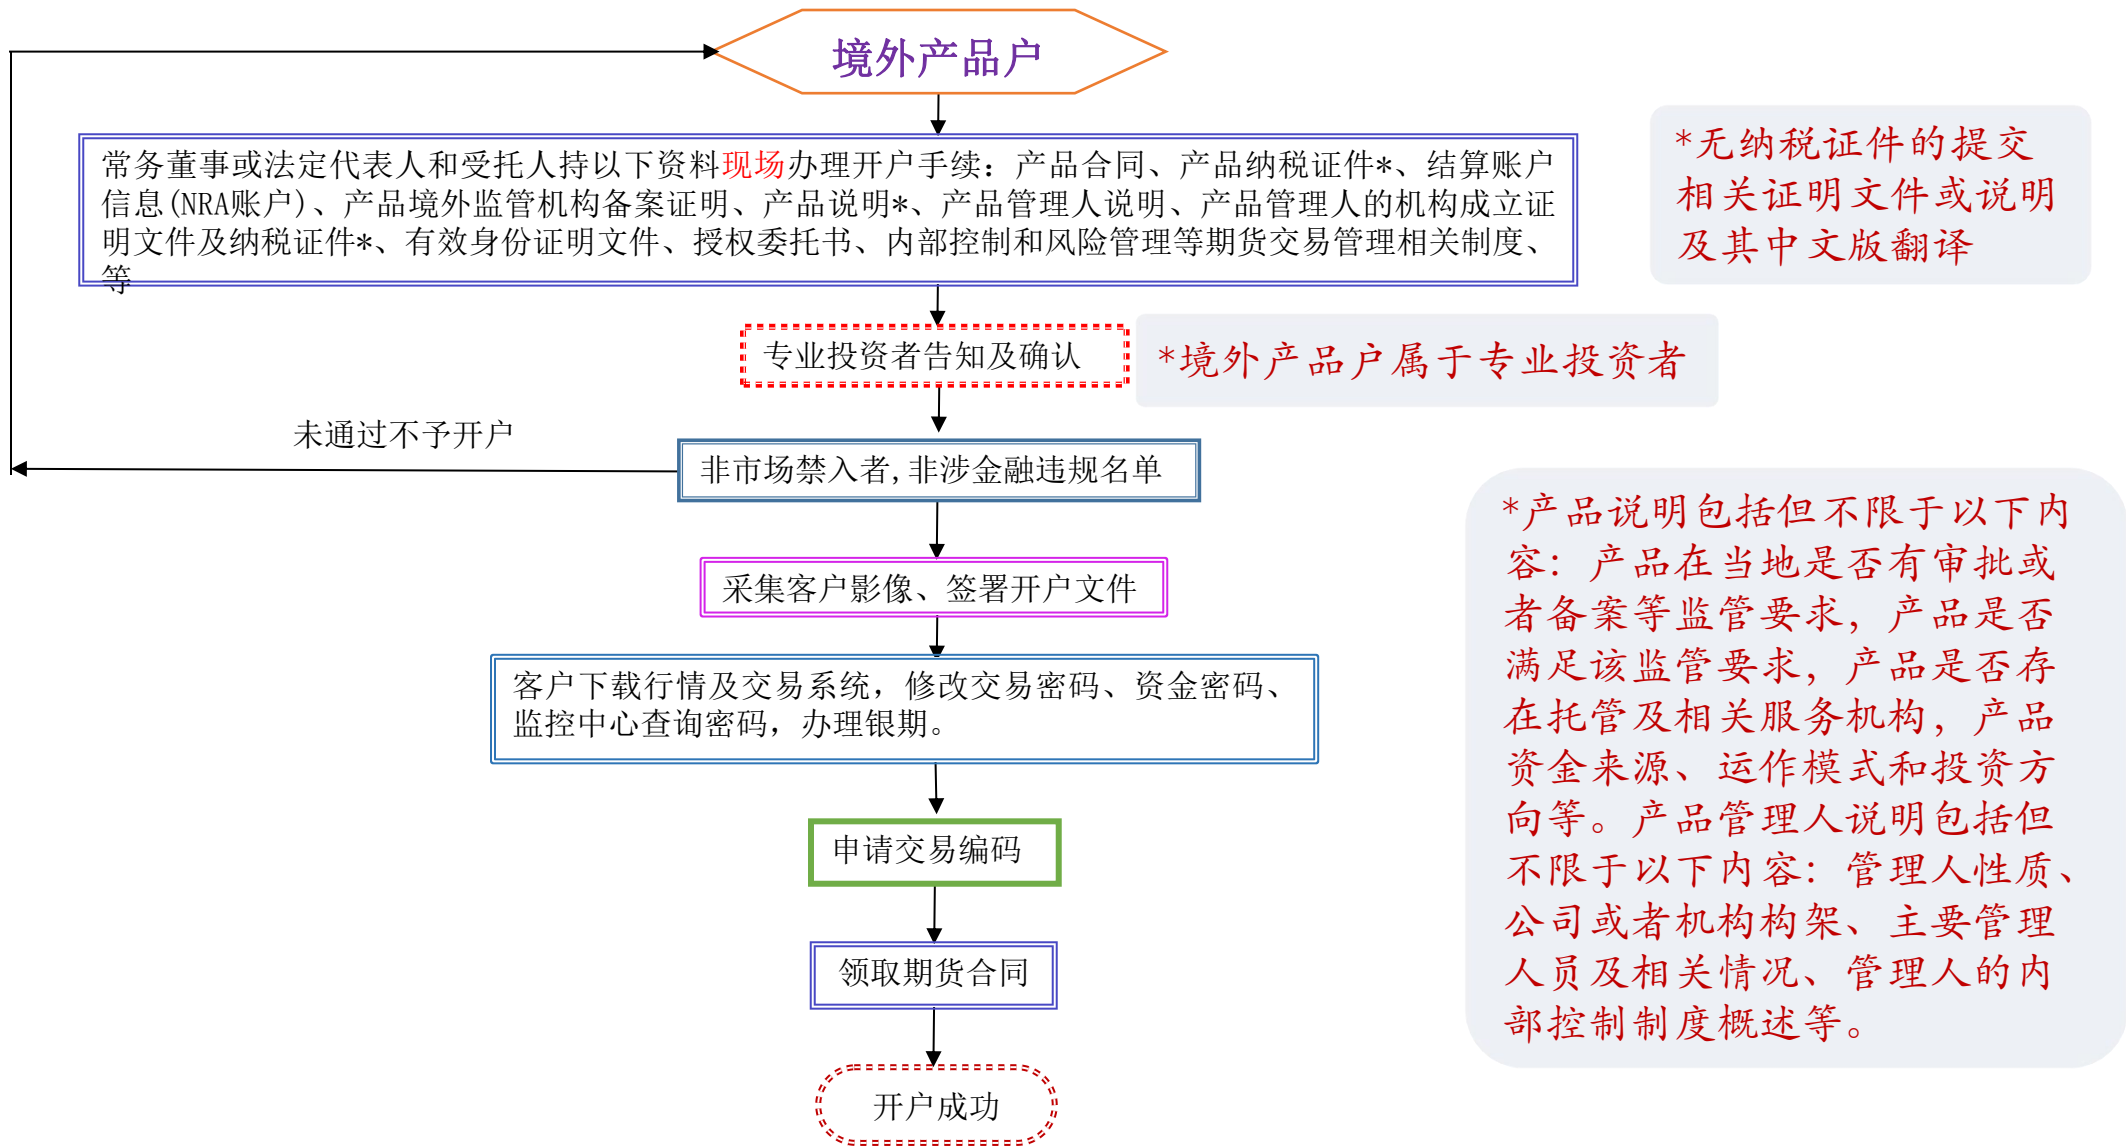 境外产品户
常务董事或法定代表人和受托人持以下资料现场办理开户手续：产品合同、产品纳税证件*、结算账户
信息(NRA账户)、产品境外监管机构备案证明、产品说明*、产品管理人说明、产品管理人的机构成立证
明文件及纳税证件*、有效身份证明文件、授权委托书、内部控制和风险管理等期货交易管理相关制度、
等
*无纳税证件的提交
相关证明文件或说明
及其中文版翻译
专业投资者告知及确认
*境外产品户属于专业投资者
未通过不予开户
非市场禁入者,非涉金融违规名单
采集客户影像、签署开户文件
客户下载行情及交易系统，修改交易密码、资金密码、
监控中心查询密码，办理银期。
申请交易编码
领取期货合同
开户成功
*产品说明包括但不限于以下内
容：产品在当地是否有审批或
者备案等监管要求，产品是否
满足该监管要求，产品是否存
在托管及相关服务机构，产品
资金来源、运作模式和投资方
向等。产品管理人说明包括但
不限于以下内容：管理人性质、
公司或者机构构架、主要管理
人员及相关情况、管理人的内
部控制制度概述等。